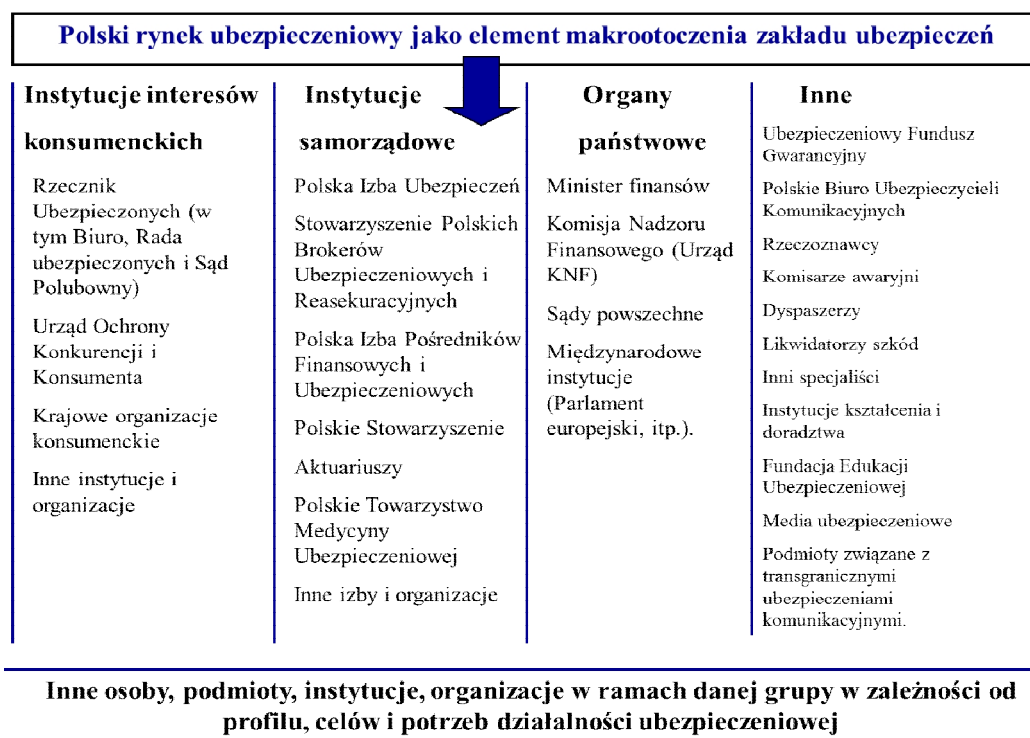 Polski rynek ubezpieczeniowy jako element makrootoczenia zakładu ubezpieczeń
Instytucje interesów
konsumenckich
Rzecznik
Ubezpieczonych (w
tym Biuro, Rada
ubezpieczonych i Sąd
Polubowny)
Urząd Ochrony
Konkurencji i
Konsumenta
Krajowe organizacje
konsumenckie
Inne instytucje i
organizacje
Instytucje
samorządowe
Polska Izba Ubezpieczeń
Stowarzyszenie Polskich
Brokerów
Ubezpieczeniowych i
Reasekuracyjnych
Polska Izba Pośredników
Finansowych i
Ubezpieczeniowych
Polskie Stowarzyszenie
Aktuariuszy
Polskie Towarzystwo
Medycyny
Ubezpieczeniowej
Inne izby i organizacje
Organy
państwowe
Minister finansów
Komisja Nadzoru
Finansowego (Urząd
KNF)
Sądy powszechne
Międzynarodowe
instytucje
(Parlament
europejski, itp.).
Inne
Ubezpieczeniowy Fundusz
Gwarancyjny
Polskie Biuro Ubezpieczycieli
Komunikacyjnych
Rzeczoznawcy
Komisarze awaryjni
Dyspaszerzy
Likwidatorzy szkód
Inni specjaliści
Instytucje kształcenia i
doradztwa
Fundacja Edukacji
Ubezpieczeniowej
Media ubezpieczeniowe
Podmioty związane z
transgranicznymi
ubezpieczeniami
komunikacyjnymi.
Inne osoby, podmioty, instytucje, organizacje w ramach danej grupy w zależności od
profilu, celów i potrzeb działalności ubezpieczeniowej